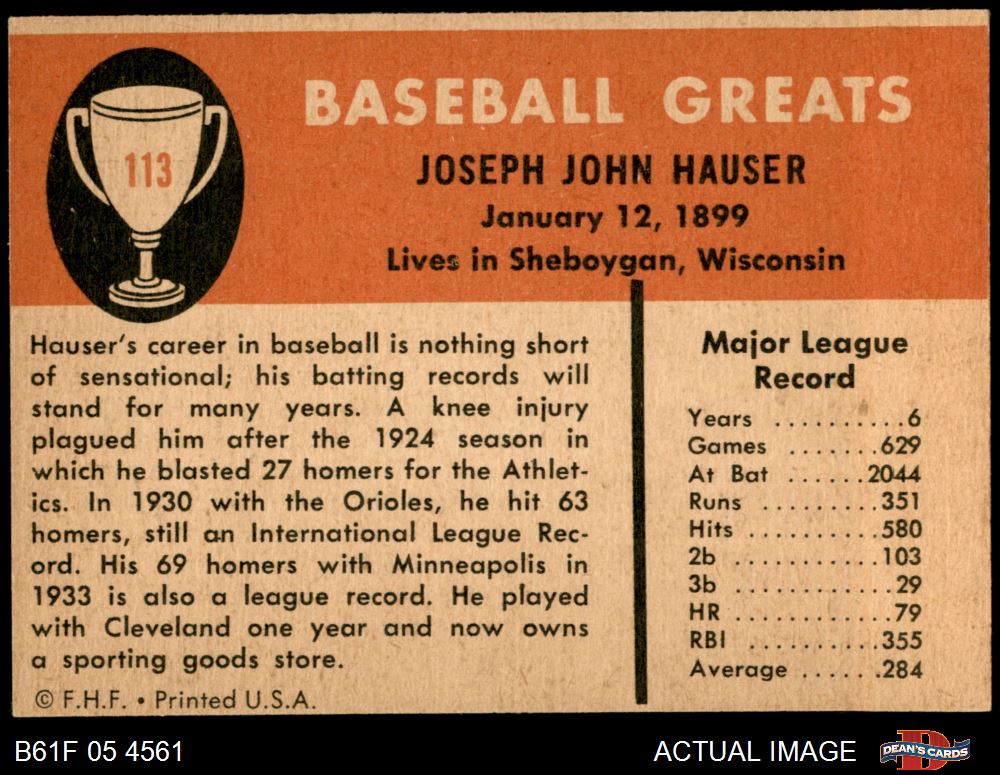 113
BASEBALL GREATS
JOSEPH JOHN HAUSER
January 12, 1899
Lives in Sheboygan, Wisconsin
Hauser's career in baseball is nothing short
of sensational; his batting records will
stand for many years. A knee injury
plagued him after the 1924 season in
which he blasted 27 homers for the Athlet-
ics. In 1930 with the Orioles, he hit 63
homers, still an International League Rec-
ord. His 69 homers with Minneapolis in
1933 is also a league record. He played
with Cleveland one year and now owns
a sporting goods store.
© F.H.F. • Printed U.S.A.
Major League
Record
Years ..........6
Games .......629
At Bat ......2044
Runs .........351
Hits ..........580
2b ...........103
3b ............29
HR ............79
RBI ..........355
Average ......284
B61F 05 4561
ACTUAL IMAGE
DEAN'S CARDS